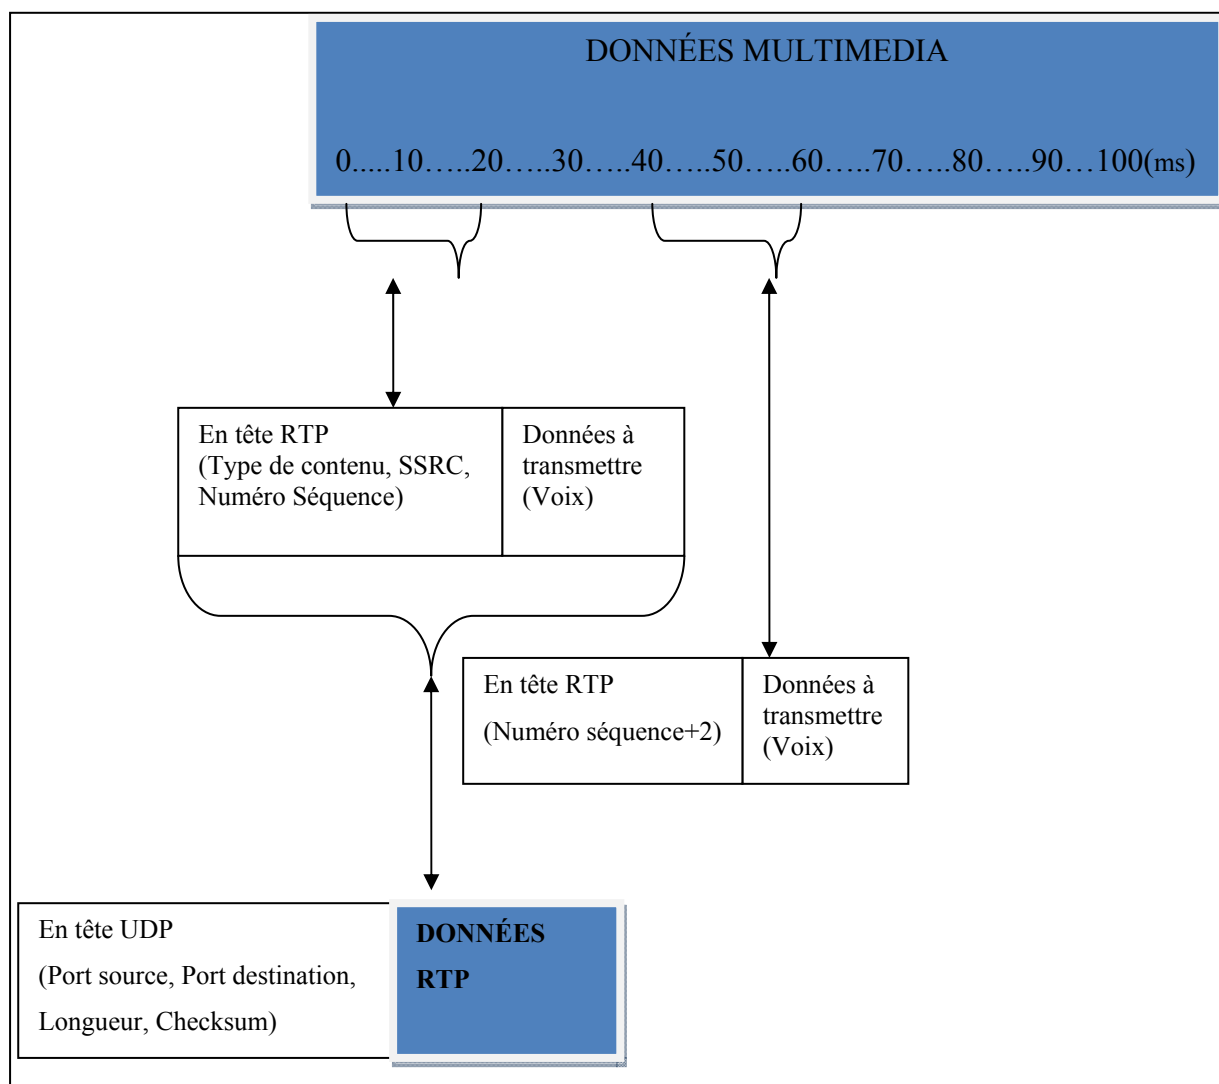 DONNÉES MULTIMEDIA
0.....10…..20…...30…..40…...50…..60…...70…...80…..90…100(ms)
En tête RTP
(Type de contenu, SSRC,
Numéro Séquence)
Données à
transmettre
(Voix)
En tête RTP
(Numéro séquence+2)
Données à
transmettre
(Voix)
En tête UDP
(Port source, Port destination,
Longueur, Checksum)
DONNÉES
RTP